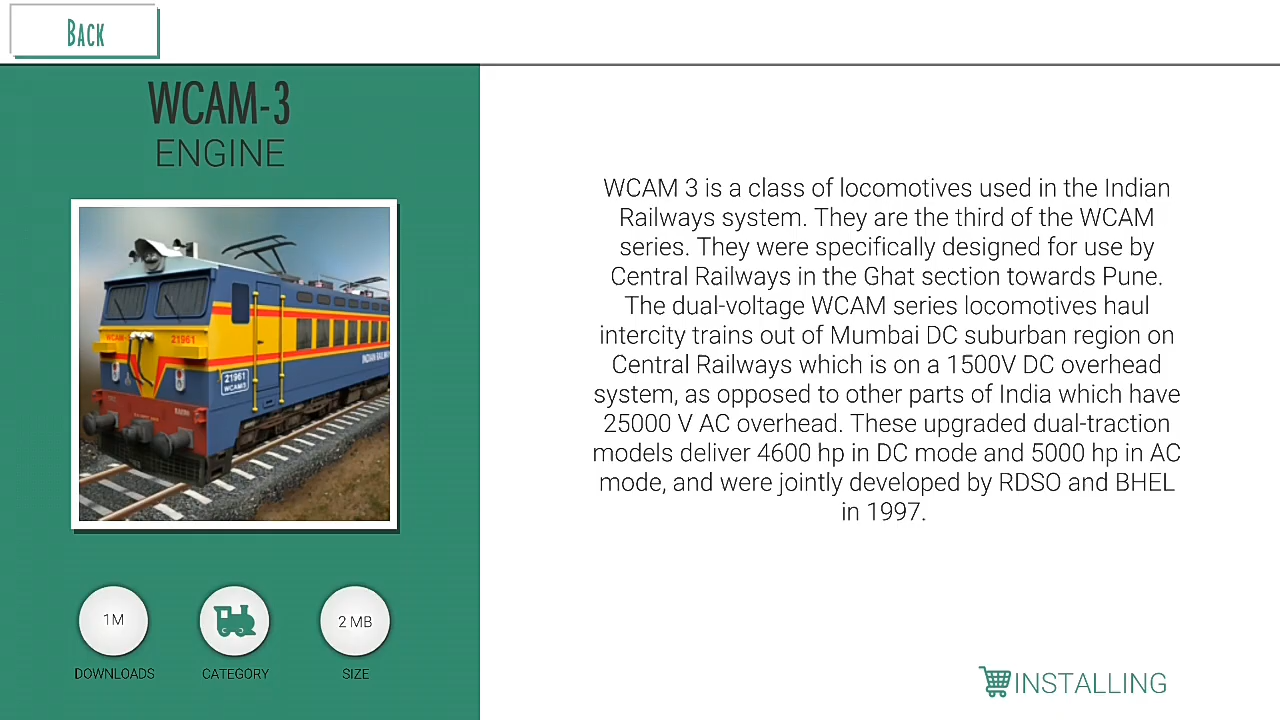 BACK
WCAM-3
ENGINE
21961
21961
WCAM/3
WCAM 3 is a class of locomotives used in the Indian
Railways system. They are the third of the WCAM
series. They were specifically designed for use by
Central Railways in the Ghat section towards Pune.
The dual-voltage WCAM series locomotives haul
intercity trains out of Mumbai DC suburban region on
Central Railways which is on a 1500V DC overhead
system, as opposed to other parts of India which have
25000 V AC overhead. These upgraded dual-traction
models deliver 4600 hp in DC mode and 5000 hp in AC
mode, and were jointly developed by RDSO and BHEL
in 1997.
1M
2 MB
DOWNLOADS
CATEGORY
SIZE
INSTALLING